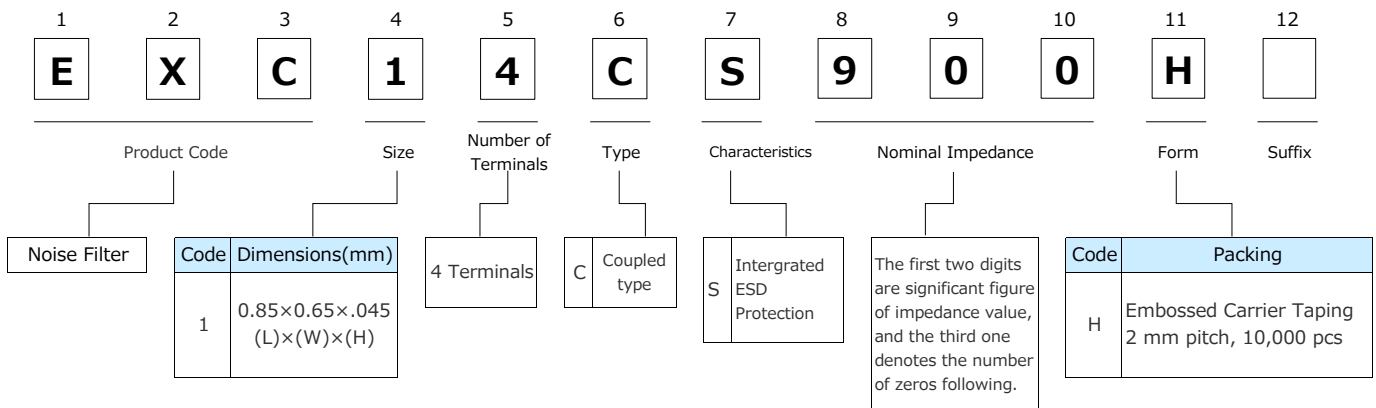 1 2 3 4 5 6 7 8 9 10 11 12
E X C 1 4 C S 9 0 0 H
Product Code
Size
Number of
Terminals
Type
Characteristics
Nominal Impedance
Form
Suffix
Noise Filter
Code Dimensions(mm)
1
0.85×0.65×.045
(L)×(W)×(H)
4 Terminals
C
Coupled
type
S
Intergrated
ESD
Protection
The first two digits
are significant figure
of impedance value,
and the third one
denotes the number
of zeros following.
Code Packing
H
Embossed Carrier Taping
2 mm pitch, 10,000 pcs